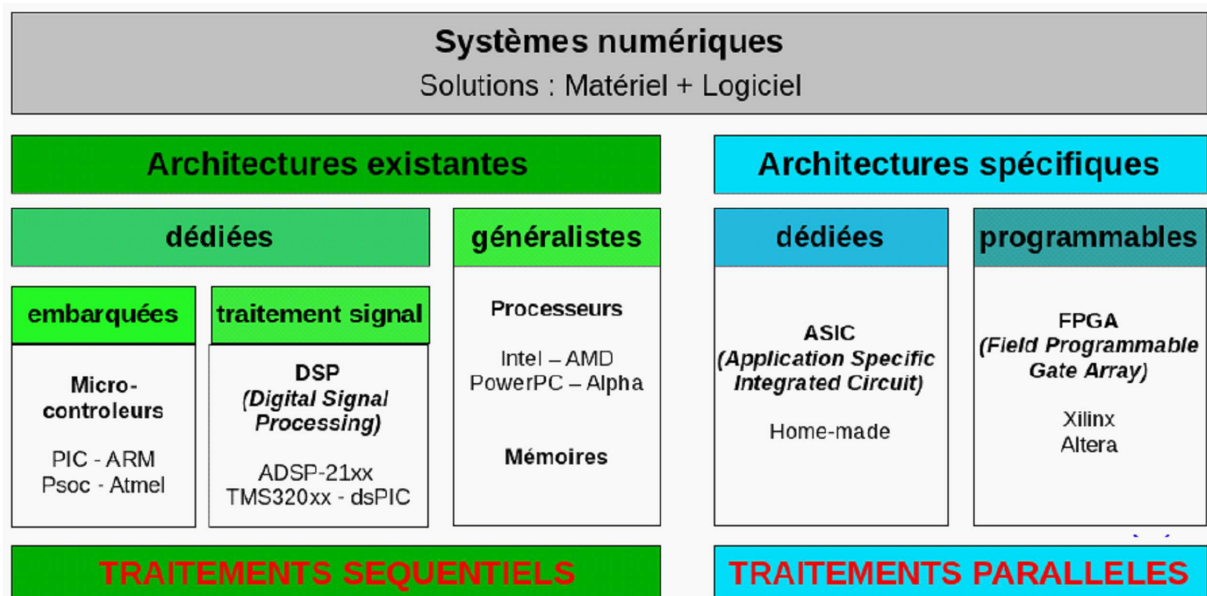 Systèmes numériques
Solutions : Matériel + Logiciel
Architectures existantes
dédiées
embarquées
Micro-
controleurs
PIC - ARM
Psoc - Atmel
traitement signal
DSP
(Digital Signal
Processing)
ADSP-21xx
TMS320xx - dsPIC
généralistes
Processeurs
Intel – AMD
PowerPC – Alpha
Mémoires
TRAITEMENTS SEQUENTIELS
Architectures spécifiques
dédiées
ASIC
(Application Specific
Integrated Circuit)
Home-made
programmables
FPGA
(Field Programmable
Gate Array)
Xilinx
Altera
TRAITEMENTS PARALLELES